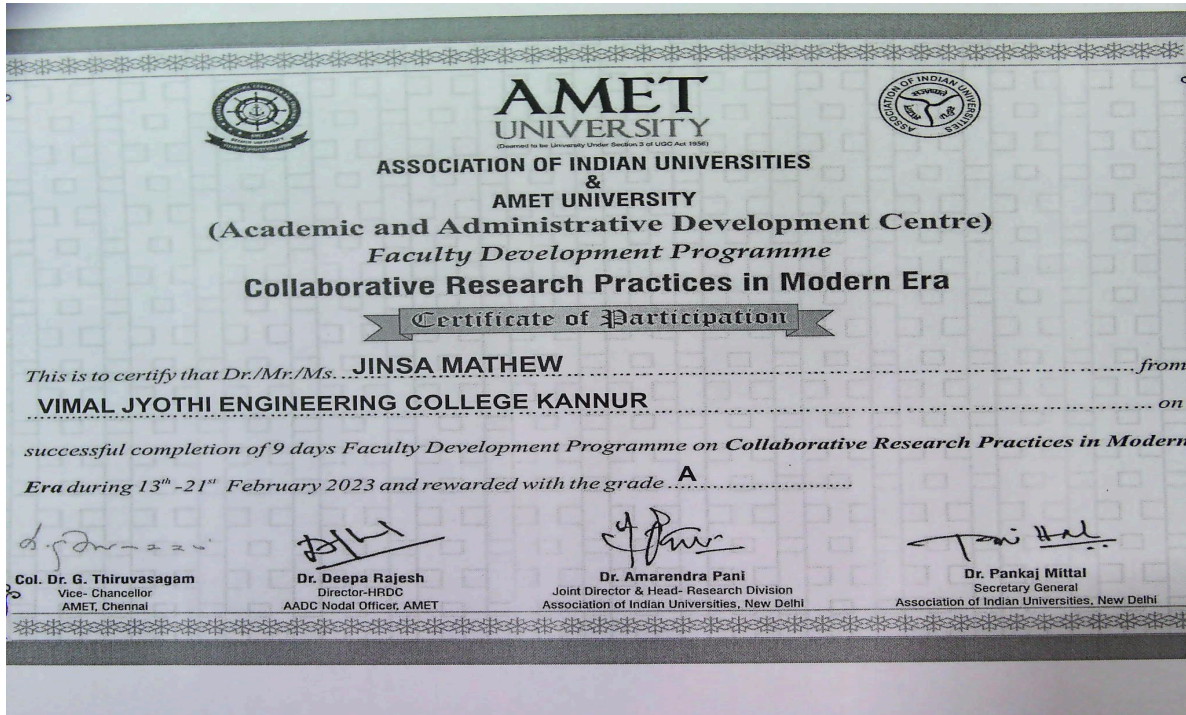 AMET
UNIVERSITY
(Deemed to be University Under Section 3 of UGC Act 1956)
ASSOCIATION OF INDIAN UNIVERSITIES
ASSOCIATION OF INDIAN UNIVERSITIES
&
AMET UNIVERSITY
(Academic and Administrative Development Centre)
Faculty Development Programme
Collaborative Research Practices in Modern Era
Certificate of Participation
This is to certify that Dr./Mr./Ms. JINSA MATHEW from
VIMAL JYOTHI ENGINEERING COLLEGE KANNUR on
successful completion of 9 days Faculty Development Programme on Collaborative Research Practices in Modern
Era during 13th -21st February 2023 and rewarded with the grade A
Col. Dr. G. Thiruvasagam
Vice- Chancellor
AMET, Chennai
Dr. Deepa Rajesh
Director-HRDC
AADC Nodal Officer, AMET
Dr. Amarendra Pani
Joint Director & Head- Research Division
Association of Indian Universities, New Delhi
Dr. Pankaj Mittal
Secretary General
Association of Indian Universities, New Delhi